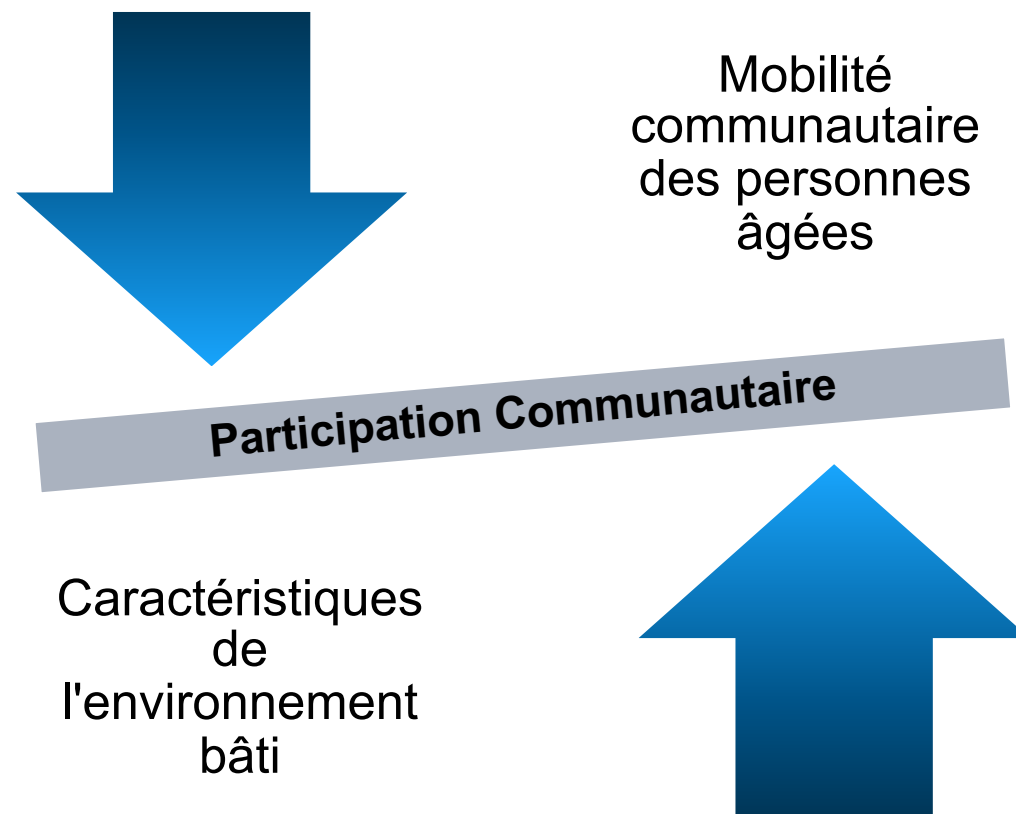 Mobilité
communautaire
des personnes
âgées
Participation Communautaire
Caractéristiques
de
l'environnement
bâti